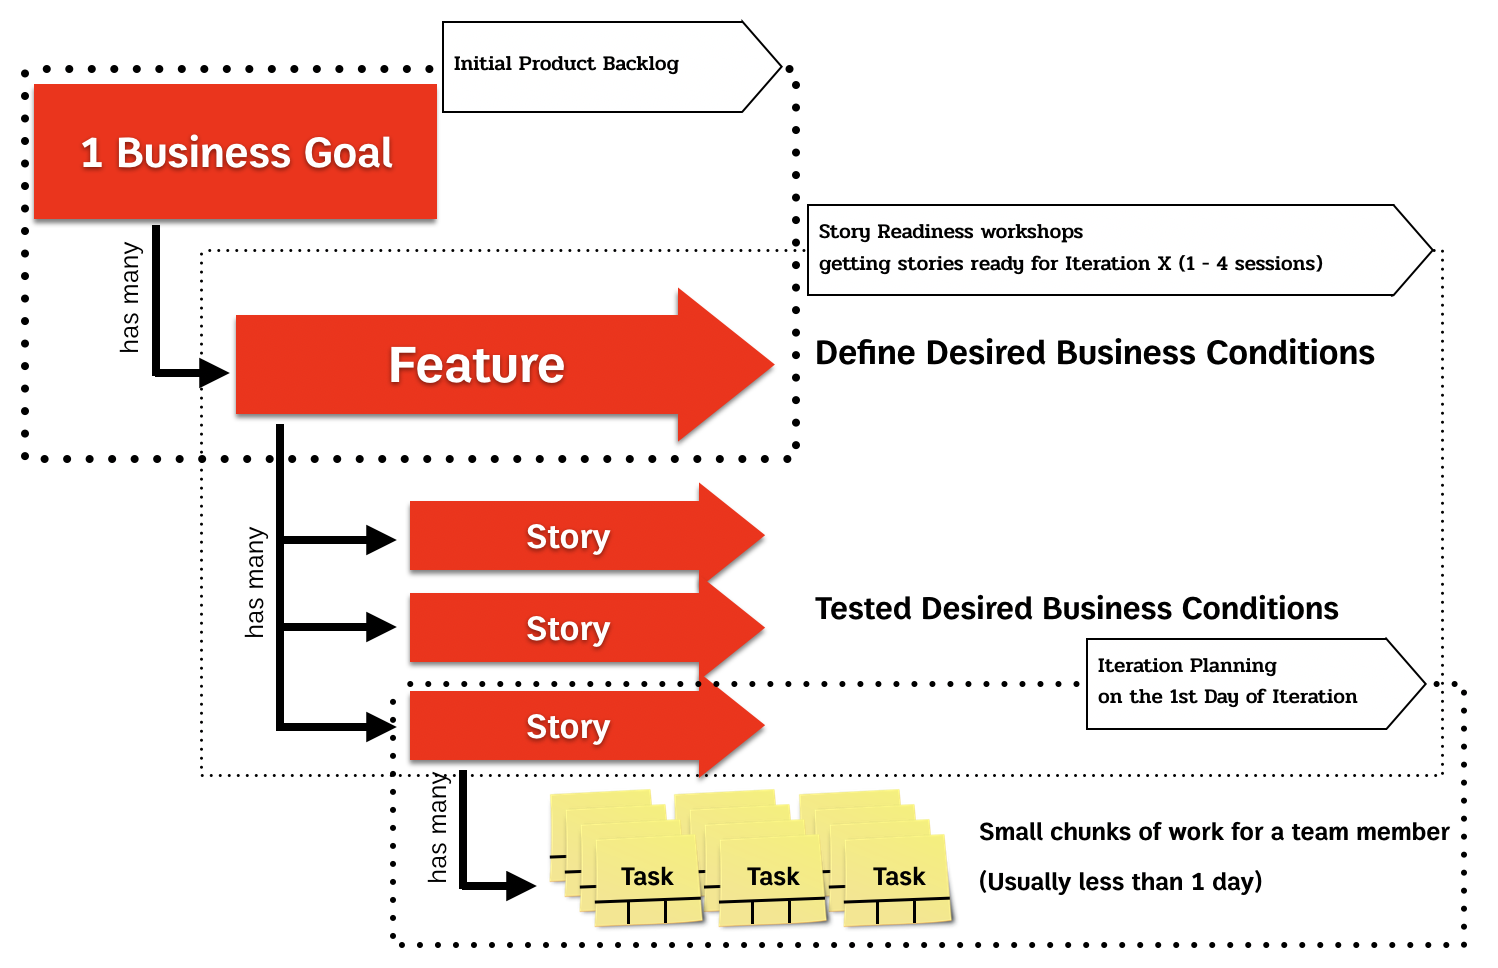 Initial Product Backlog
1 Business Goal
has many
Story Readiness workshops
getting stories ready for Iteration X (1 - 4 sessions)
Feature
Define Desired Business Conditions
has many
Story
Story
Tested Desired Business Conditions
Iteration Planning
on the 1st Day of Iteration
Story
has many
Task
Task
Task
Small chunks of work for a team member
(Usually less than 1 day)